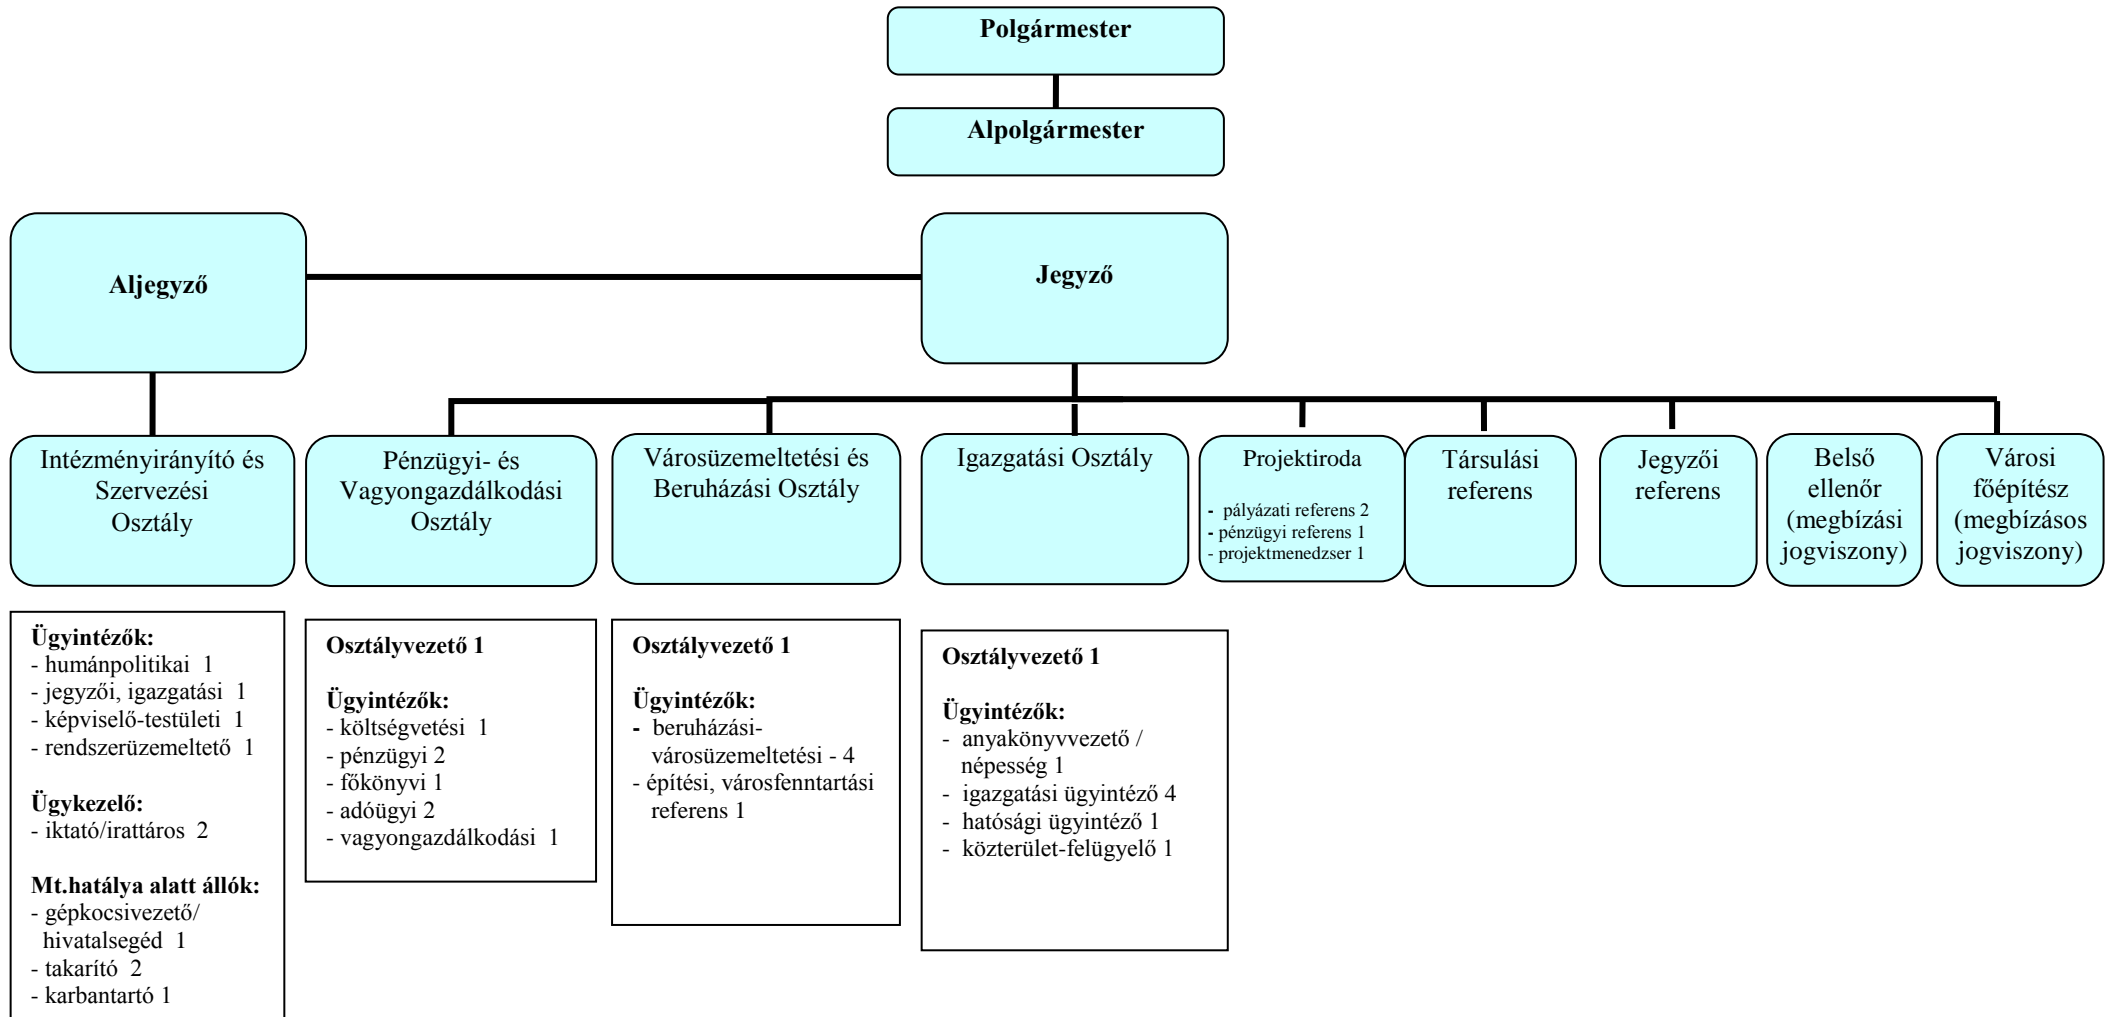 Polgármester
Alpolgármester
Aljegyző
Jegyző
Intézményirányító és
Szervezési
Osztály
Pénzügyi- és
Vagyongazdálkodási
Osztály
Városüzemeltetési és
Beruházási Osztály
Igazgatási Osztály
Projektiroda
- pályázati referens 2
- pénzügyi referens 1
- projektmenedzser 1
Társulási
referens
Jegyzői
referens
Belső
ellenőr
(megbízási
jogviszony)
Városi
főépítész
(megbízásos
jogviszony)
Ügyintézők:
- humánpolitikai 1
- jegyzői, igazgatási 1
- képviselő-testületi 1
- rendszerüzemeltető 1
Ügykezelő:
- iktató/irattáros 2
Mt.hatálya alatt állók:
- gépkocsivezető/
hivatalsegéd 1
- takarító 2
- karbantartó 1
Osztályvezető 1
Ügyintézők:
- költségvetési 1
- pénzügyi 2
- főkönyvi 1
- adóügyi 2
- vagyongazdálkodási 1
Osztályvezető 1
Ügyintézők:
- beruházási-
városüzemeltetési - 4
- építési, városfenntartási
referens 1
Osztályvezető 1
Ügyintézők:
- anyakönyvvezető /
népesség 1
- igazgatási ügyintéző 4
- hatósági ügyintéző 1
- közterület-felügyelő 1